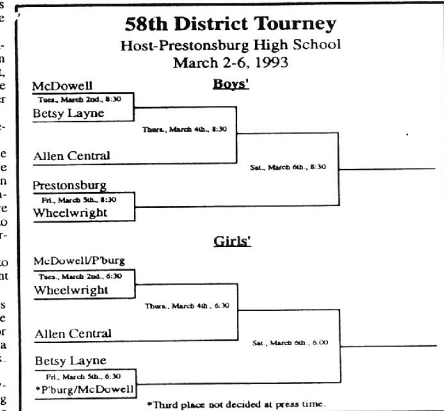 58th District Tourney
Host-Prestonsburg High School
March 2-6, 1993
Boys'
McDowell
Tues., March 2nd., 8:30
Betsy Layne
Thurs., March 4th., 8:30
Allen Central
Sat., March 6th., 8:30
Prestonsburg
Fri., March 5th., 8:30
Wheelwright
Girls'
McDowell/P'burg
Tues., March 2nd., 6:30
Wheelwright
Thurs., March 4th., 6:30
Allen Central
Sat., March 6th., 6:00
Betsy Layne
Fri., March 5th., 6:30
*P'burg/McDowell
*Third place not decided at press time.